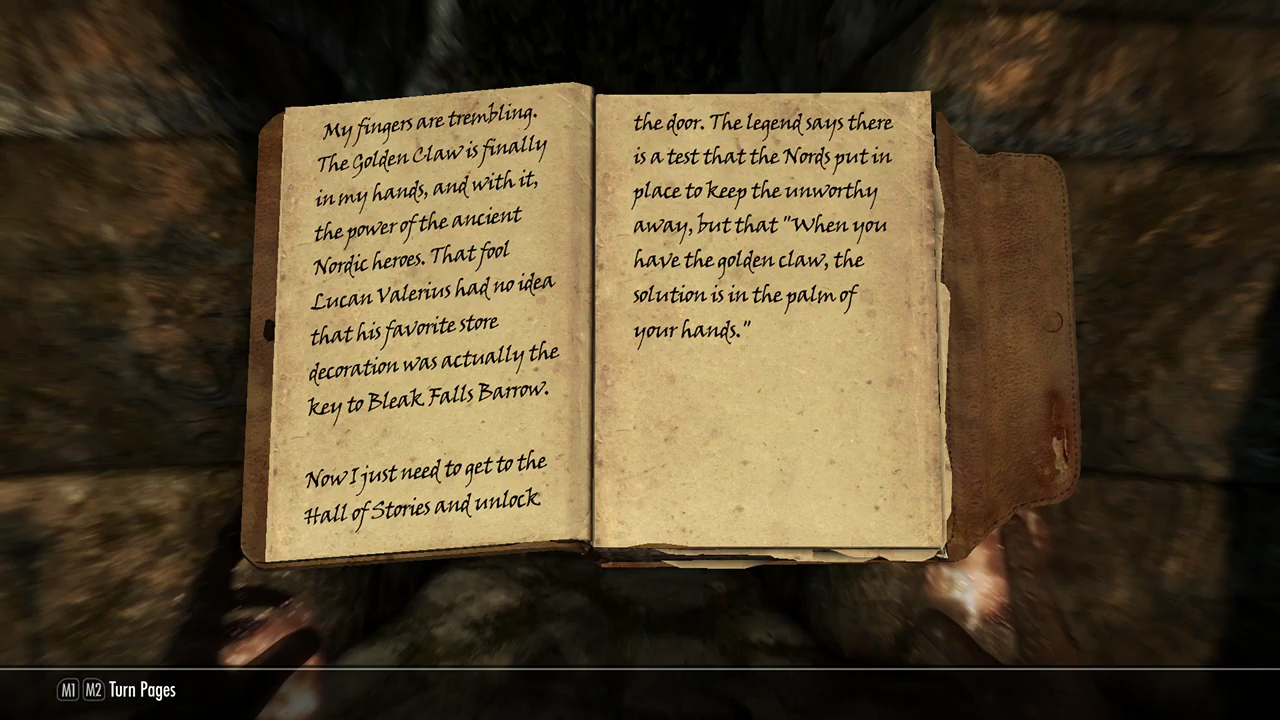 My fingers are trembling.
The Golden Claw is finally
in my hands, and with it,
the power of the ancient
Nordic heroes. That fool
Lucan Valerius had no idea
that his favorite store
decoration was actually the
key to Bleak Falls Barrow.
Now I just need to get to the
Hall of Stories and unlock
the door. The legend says there
is a test that the Nords put in
place to keep the unworthy
away, but that "When you
have the golden claw, the
solution is in the palm of
your hands."
M1 M2 Turn Pages